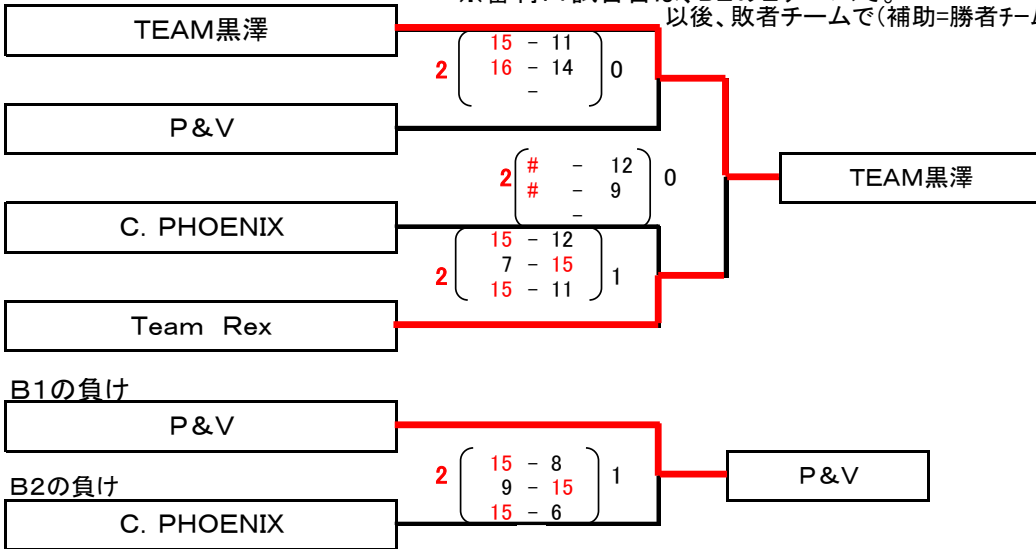 以後、敗者チームで(補助=勝者チーム
TEAM黒澤
15 - 11
2 16 - 14 0
-
P&V
# - 12
2 # - 9 0
-
TEAM黒澤
C. PHOENIX
15 - 12
2 7 - 15 1
15 - 11
Team Rex
B1の負け
P&V
15 - 8
2 9 - 15 1
15 - 6
P&V
B2の負け
C. PHOENIX